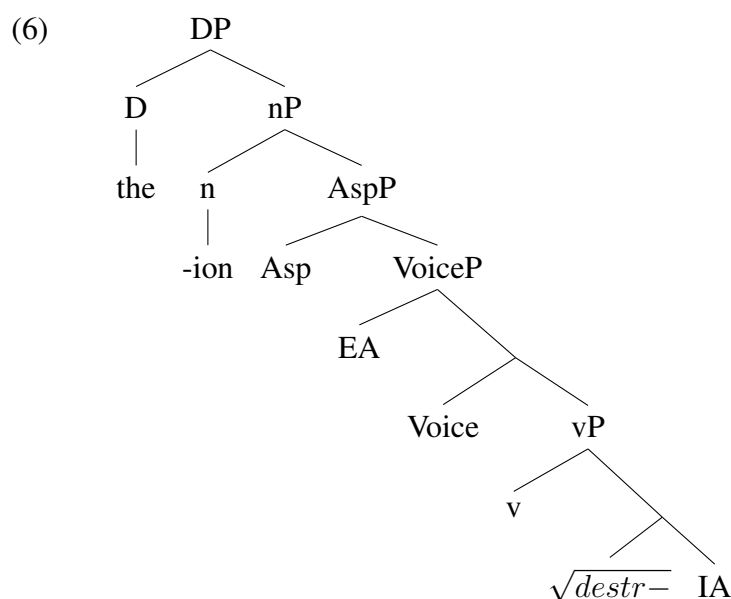 (6) DP
D nP
the n AspP
-ion Asp VoiceP
EA
Voice vP
v
√destr− IA